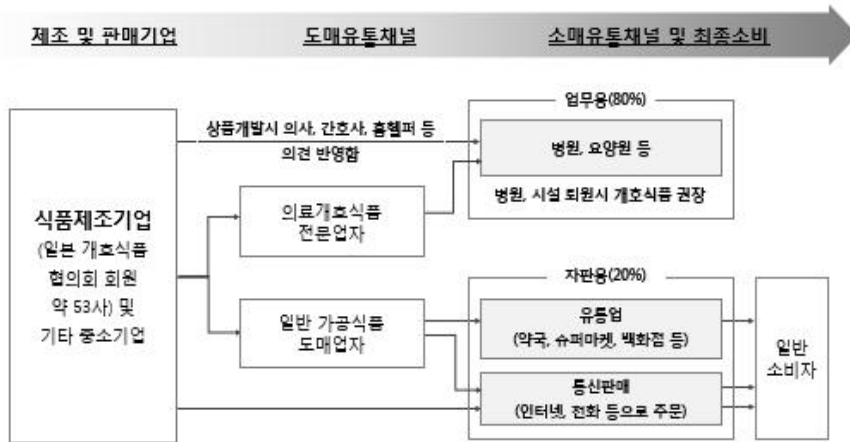 제조 및 판매기업
도매유통채널
소매유통채널 및 최종소비
업무용(80%)
상품개발시 의사, 간호사, 홈헬퍼 등
의견 반영함
병원, 요양원 등
병원, 시설 퇴원시 개호식품 권장
식품제조기업
(일본 개호식품
협의회 회원
약 53사) 및
기타 중소기업
의료개호식품
전문업자
일반 가공식품
도매업자
자판용(20%)
유통업
(약국, 슈퍼마켓, 백화점 등)
통신판매
(인터넷, 전화 등으로 주문)
일반
소비자